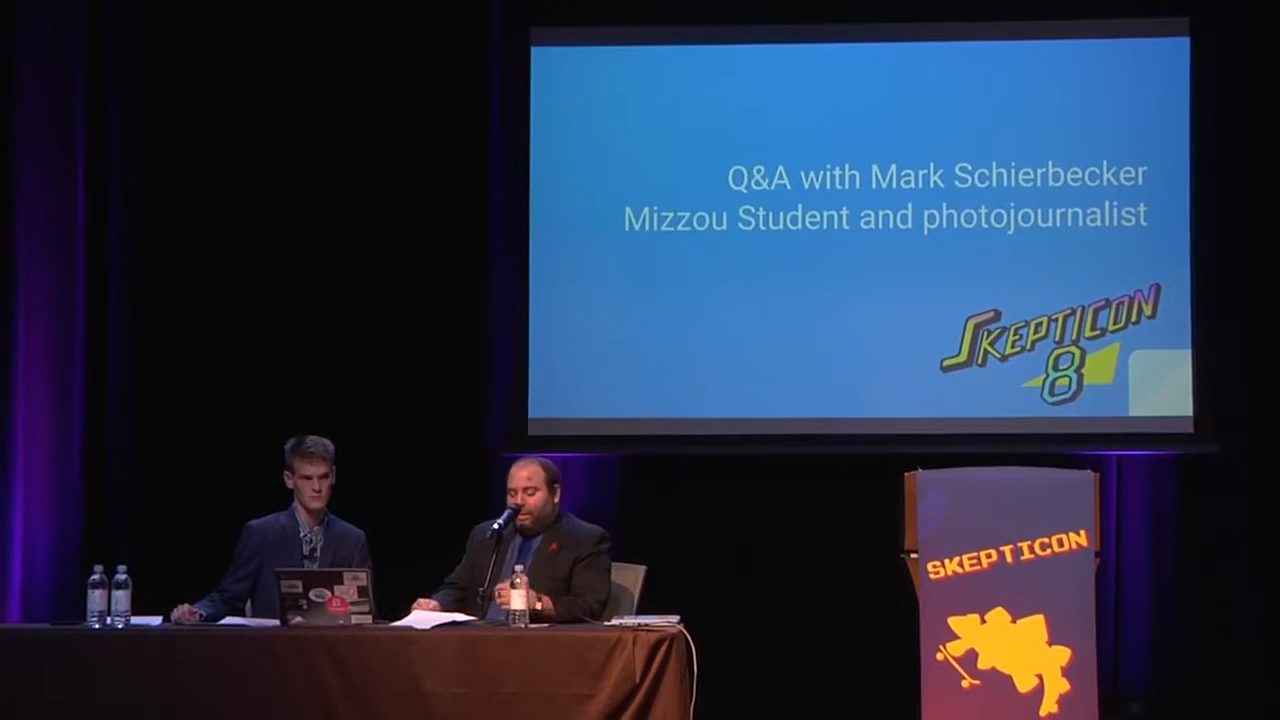 Q&A with Mark Schierbecker
Mizzou Student and photojournalist
SKEPTICON
8
SKEPTICON